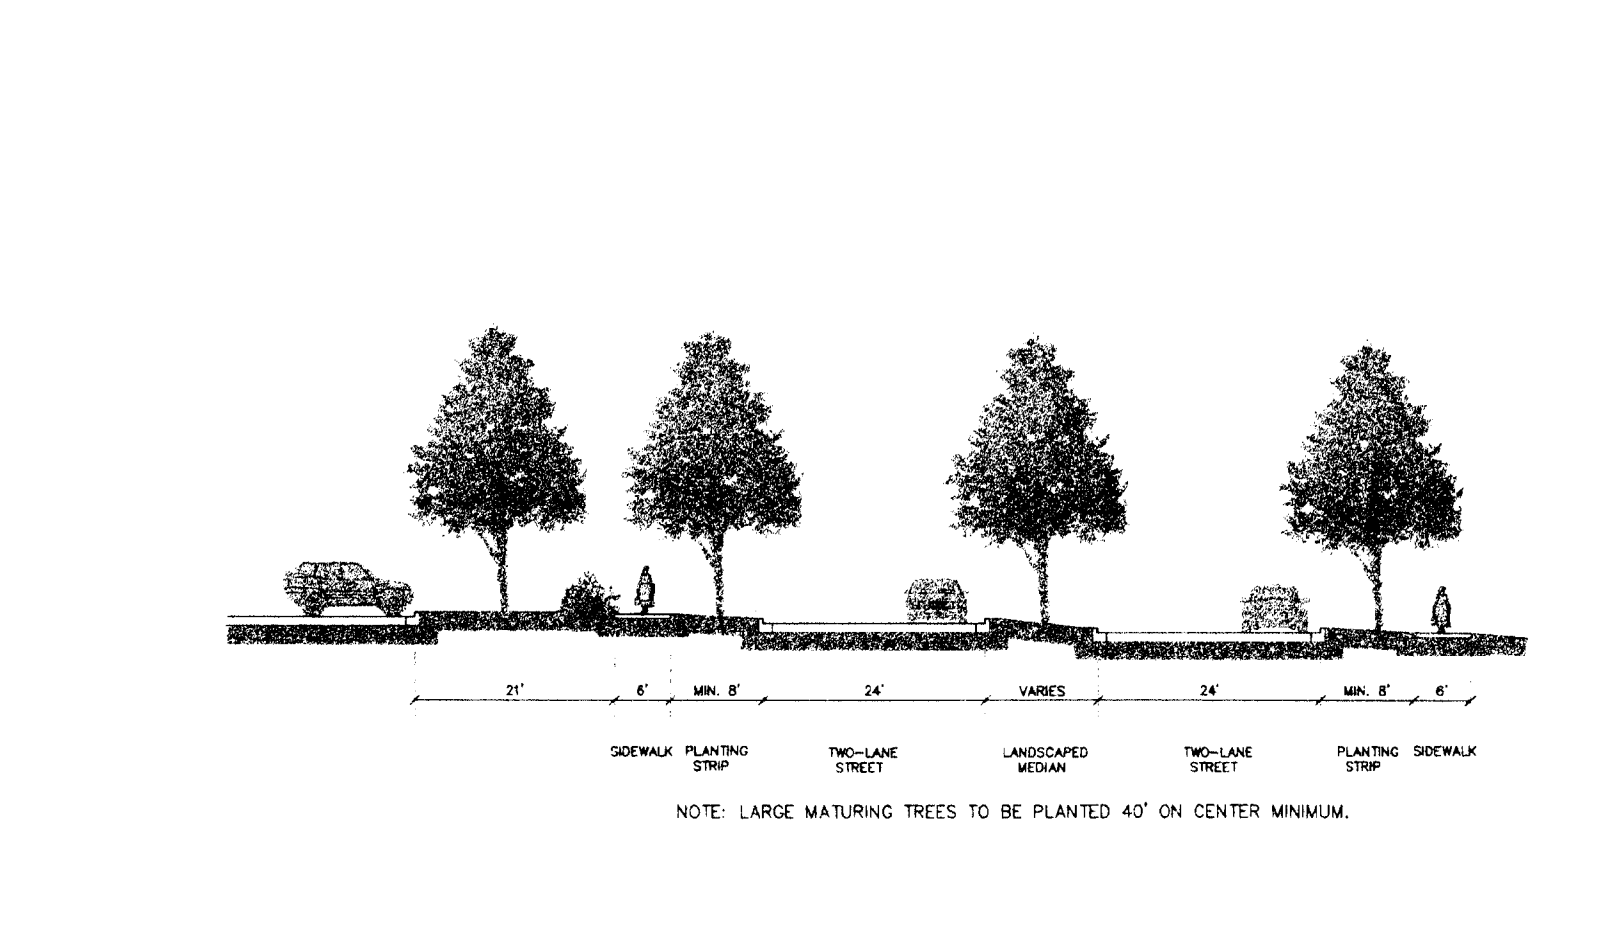 21' 6' MIN. 8' 24' VARIES 24' MIN. 8' 6'
SIDEWALK PLANTING STRIP TWO-LANE STREET LANDSCAPED MEDIAN TWO-LANE STREET PLANTING STRIP SIDEWALK
NOTE: LARGE MATURING TREES TO BE PLANTED 40' ON CENTER MINIMUM.